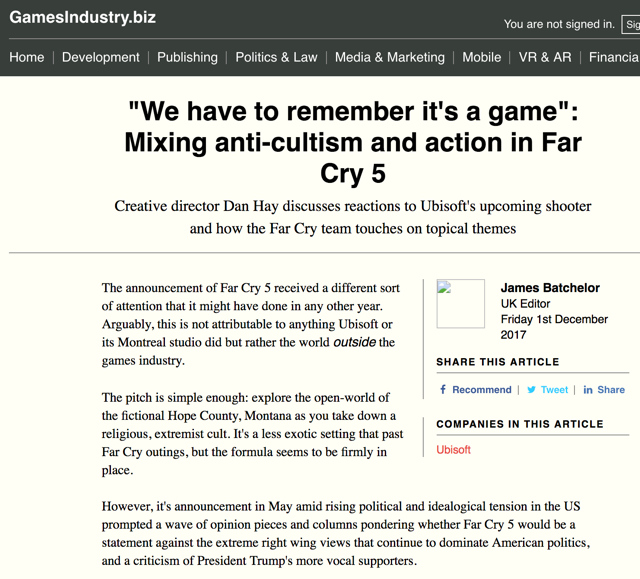 GamesIndustry.biz
You are not signed in. Sig
Home | Development | Publishing | Politics & Law | Media & Marketing | Mobile | VR & AR | Financia
"We have to remember it's a game":
Mixing anti-cultism and action in Far
Cry 5
Creative director Dan Hay discusses reactions to Ubisoft's upcoming shooter
and how the Far Cry team touches on topical themes
The announcement of Far Cry 5 received a different sort
of attention that it might have done in any other year.
Arguably, this is not attributable to anything Ubisoft or
its Montreal studio did but rather the world outside the
games industry.
The pitch is simple enough: explore the open-world of
the fictional Hope County, Montana as you take down a
religious, extremist cult. It's a less exotic setting that past
Far Cry outings, but the formula seems to be firmly in
place.
However, it's announcement in May amid rising political and idealogical tension in the US
prompted a wave of opinion pieces and columns pondering whether Far Cry 5 would be a
statement against the extreme right wing views that continue to dominate American politics,
and a criticism of President Trump's more vocal supporters.
James Batchelor
UK Editor
Friday 1st December
2017
SHARE THIS ARTICLE
Recommend | Tweet | in Share
COMPANIES IN THIS ARTICLE
Ubisoft